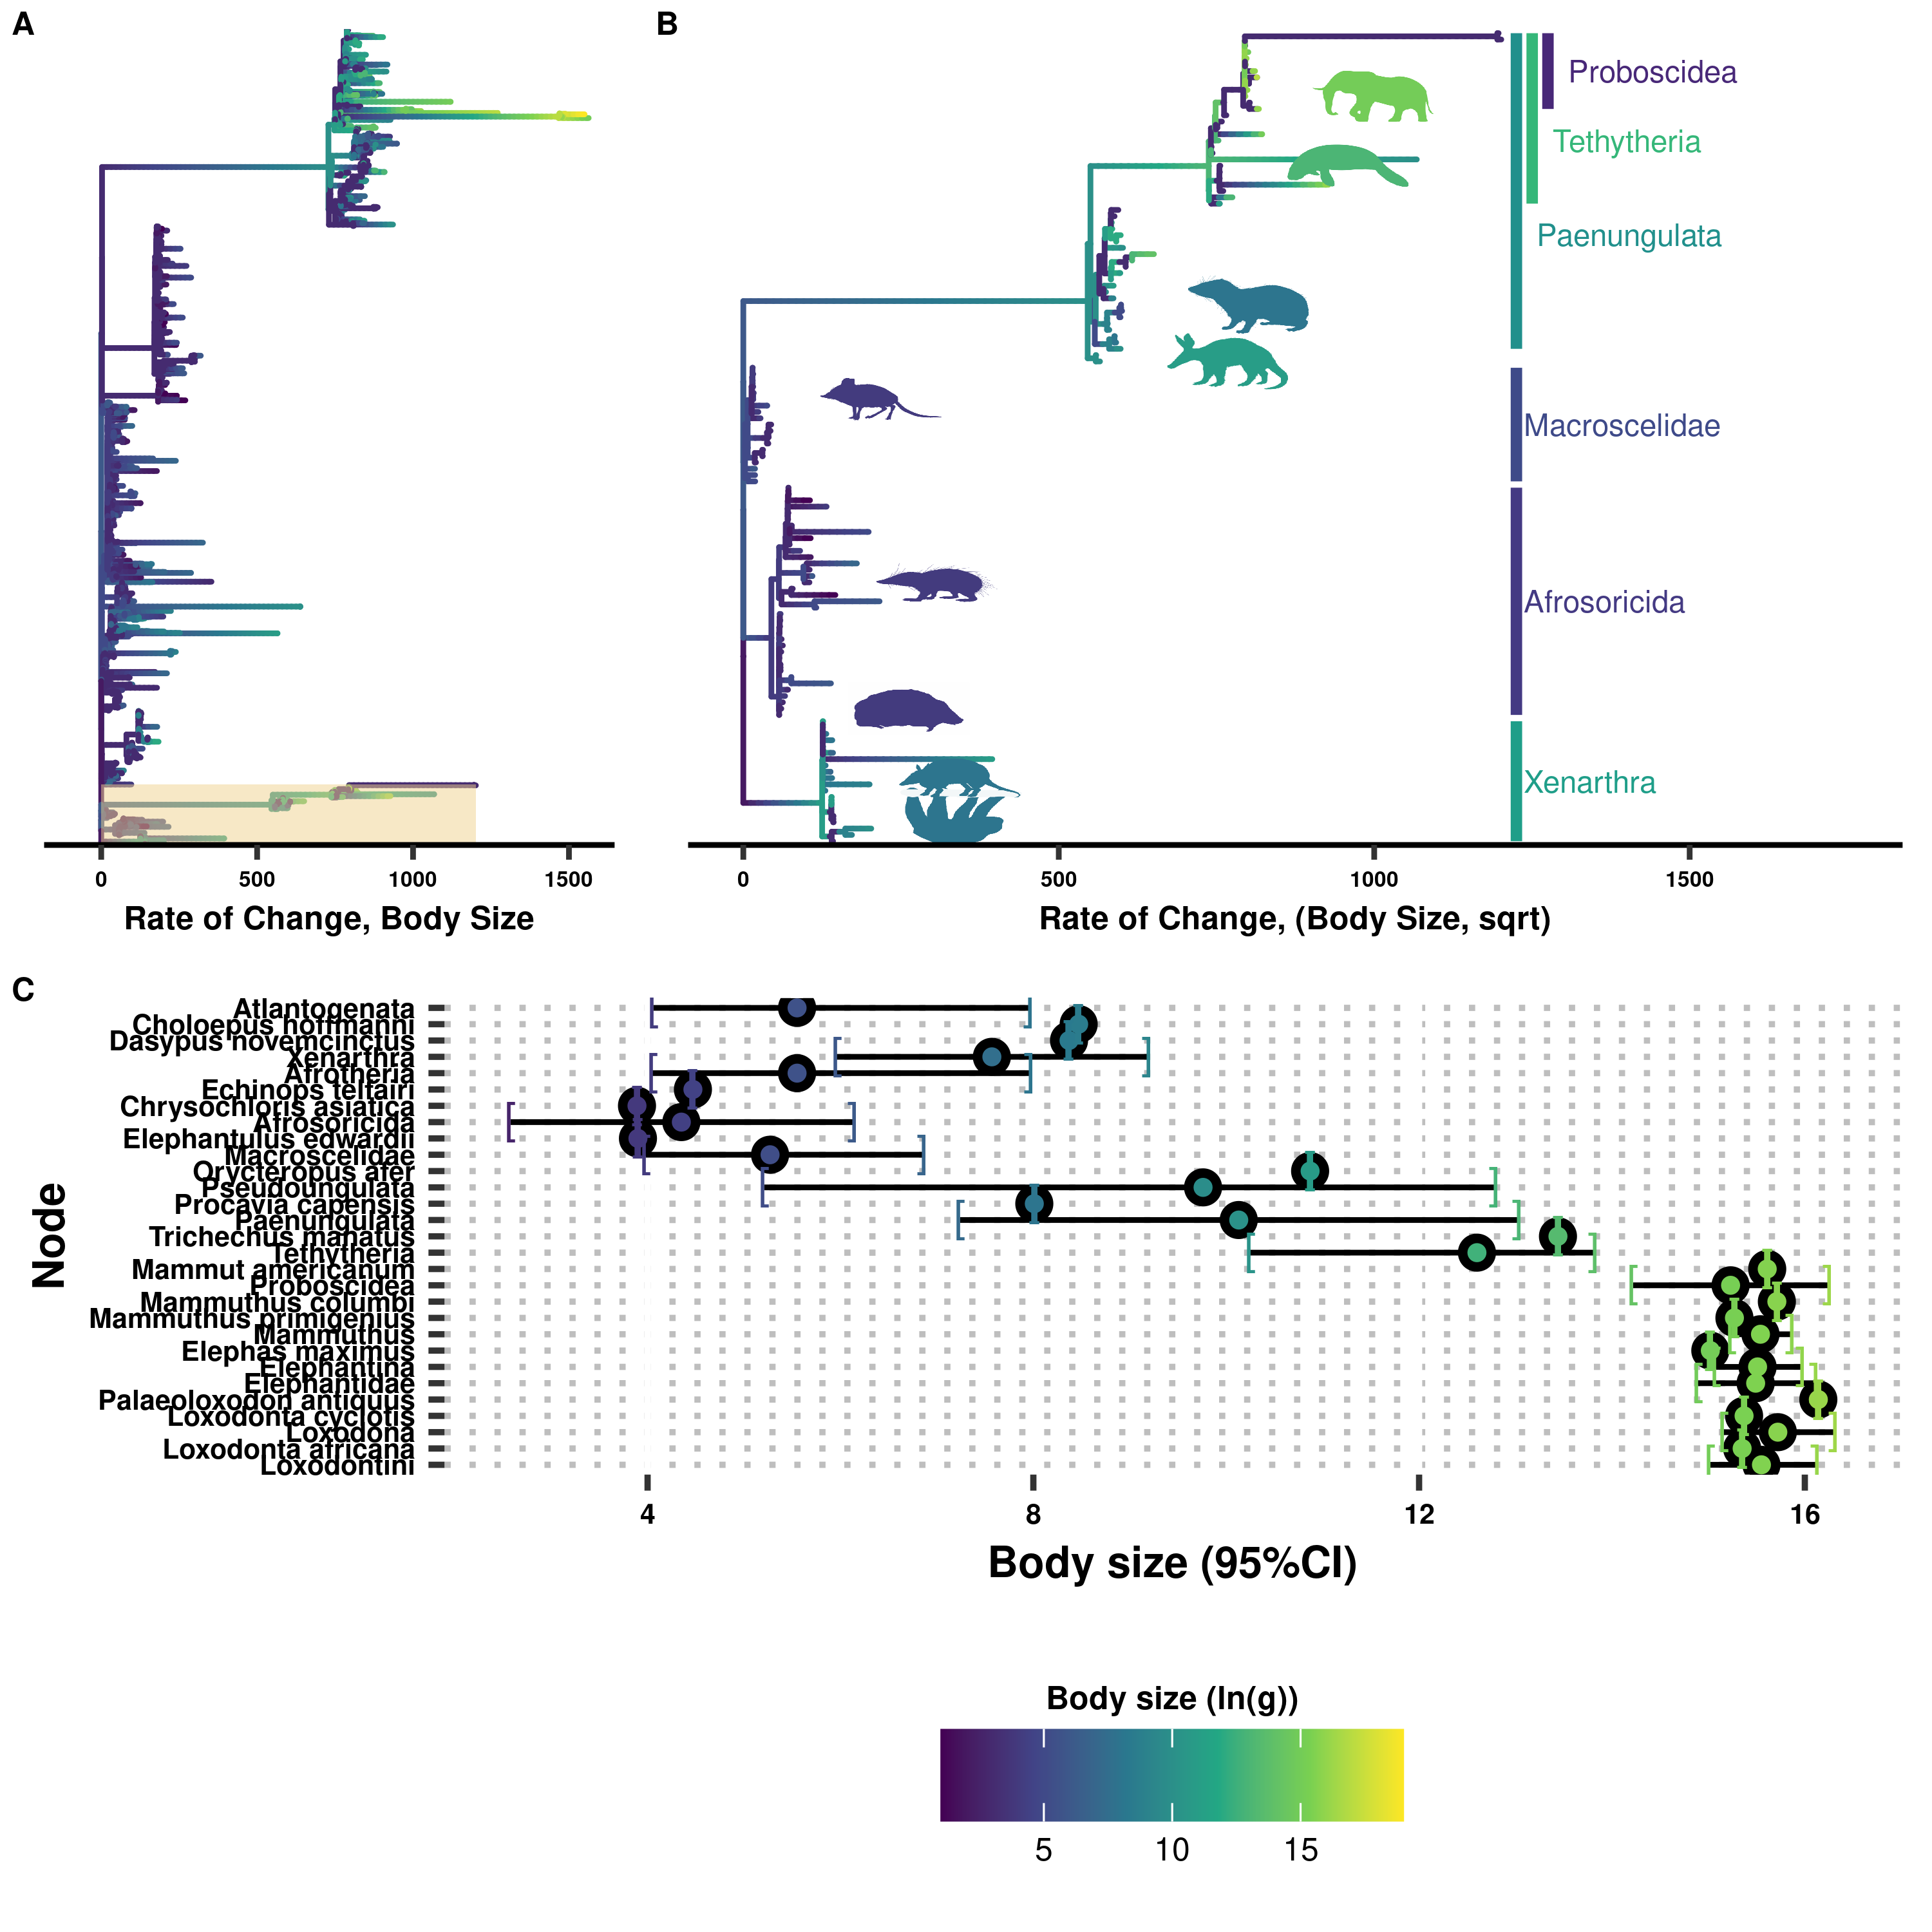 A
B
Proboscidea
Tethytheria
Paenungulata
Macroscelidae
Afrosoricida
Xenarthra
0 500 1000 1500
0 500 1000 1500
Rate of Change, Body Size
Rate of Change, (Body Size, sqrt)
C
Atlantogenata
Choloepus hoffmanni
Dasypus novemcinctus
Xenarthra
Afrotheria
Echinops telfairi
Chrysochloris asiatica
Afrosoricida
Elephantulus edwardii
Macroscelidae
Orycteropus afer
Pseudoungulata
Procavia capensis
Paenungulata
Trichechus manatus
Tethytheria
Mammut americanum
Proboscidea
Mammuthus columbi
Mammuthus primigenius
Mammuthus
Elephas maximus
Elephantina
Elephantidae
Palaeoloxodon antiquus
Loxodonta cyclotis
Loxodona
Loxodonta africana
Loxodontini
Node
4 8 12 16
Body size (95%CI)
Body size (ln(g))
5 10 15